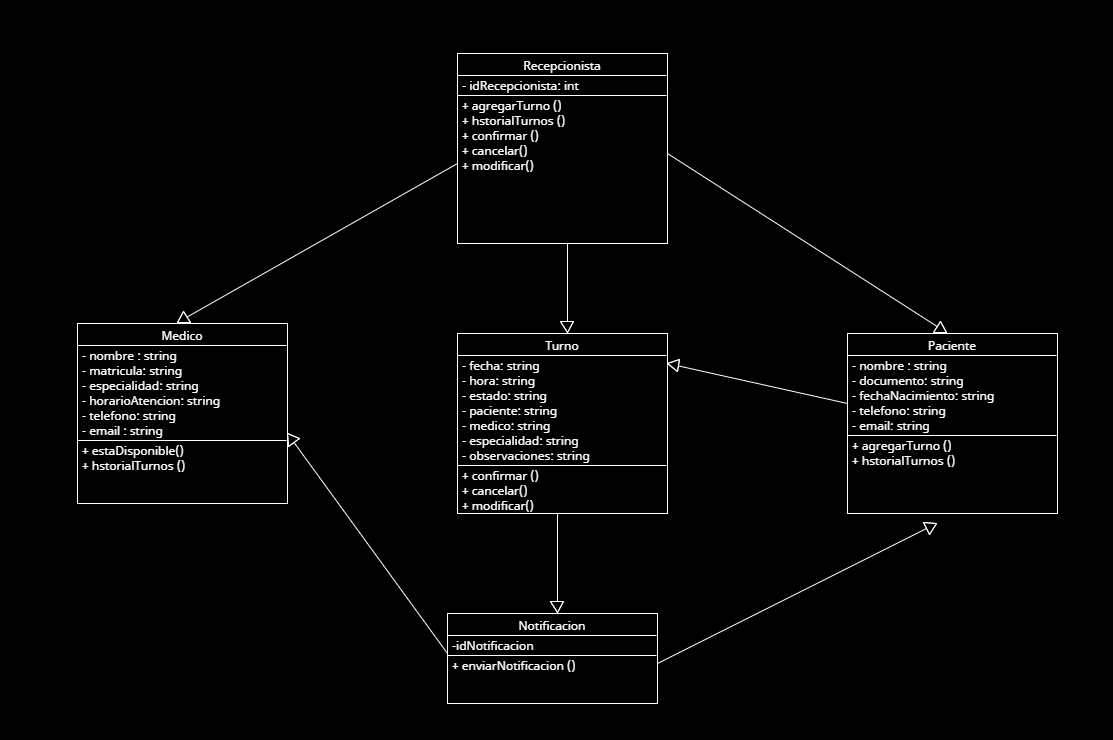 Recepcionista
- idRecepcionista: int
+ agregarTurno ()
+ hstorialTurnos ()
+ confirmar ()
+ cancelar()
+ modificar()
Medico
- nombre : string
- matricula: string
- especialidad: string
- horarioAtencion: string
- telefono: string
- email : string
+ estaDisponible()
+ hstorialTurnos ()
Turno
- fecha: string
- hora: string
- estado: string
- paciente: string
- medico: string
- especialidad: string
- observaciones: string
+ confirmar ()
+ cancelar()
+ modificar()
Paciente
- nombre : string
- documento: string
- fechaNacimiento: string
- telefono: string
- email: string
+ agregarTurno ()
+ hstorialTurnos ()
Notificacion
-idNotificacion
+ enviarNotificacion ()